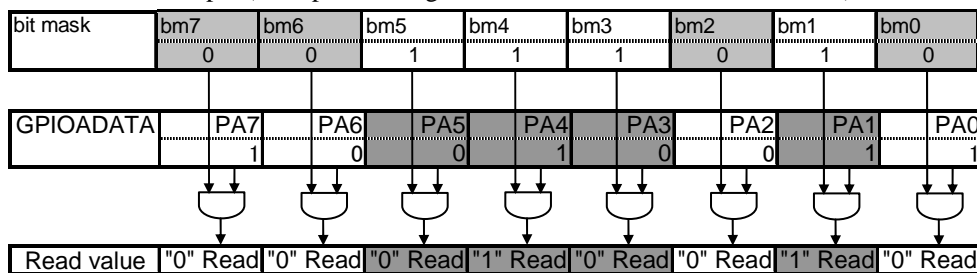 bit mask bm7 bm6 bm5 bm4 bm3 bm2 bm1 bm0
0 0 1 1 1 0 1 0
GPIOADATA PA7 PA6 PA5 PA4 PA3 PA2 PA1 PA0
1 0 0 1 0 0 1 1
Read value "0" Read "0" Read "0" Read "1" Read "0" Read "0" Read "1" Read "0" Read